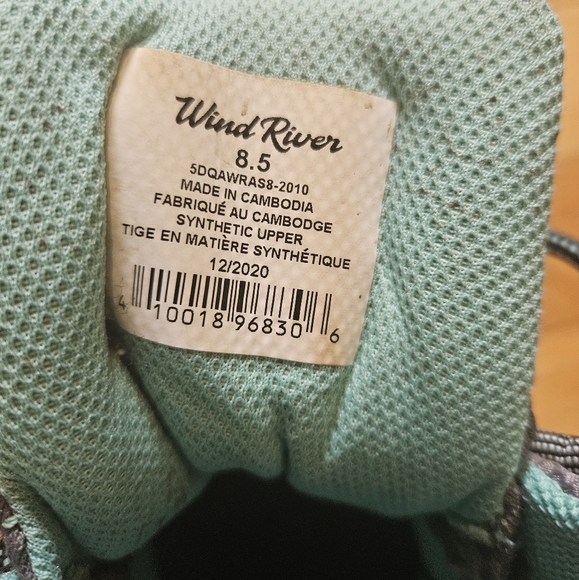 Wind River
8.5
5DQAWRAS8-2010
MADE IN CAMBODIA
FABRIQUÉ AU CAMBODGE
SYNTHETIC UPPER
TIGE EN MATIÈRE SYNTHÉTIQUE
12/2020
4 10018 96830 6